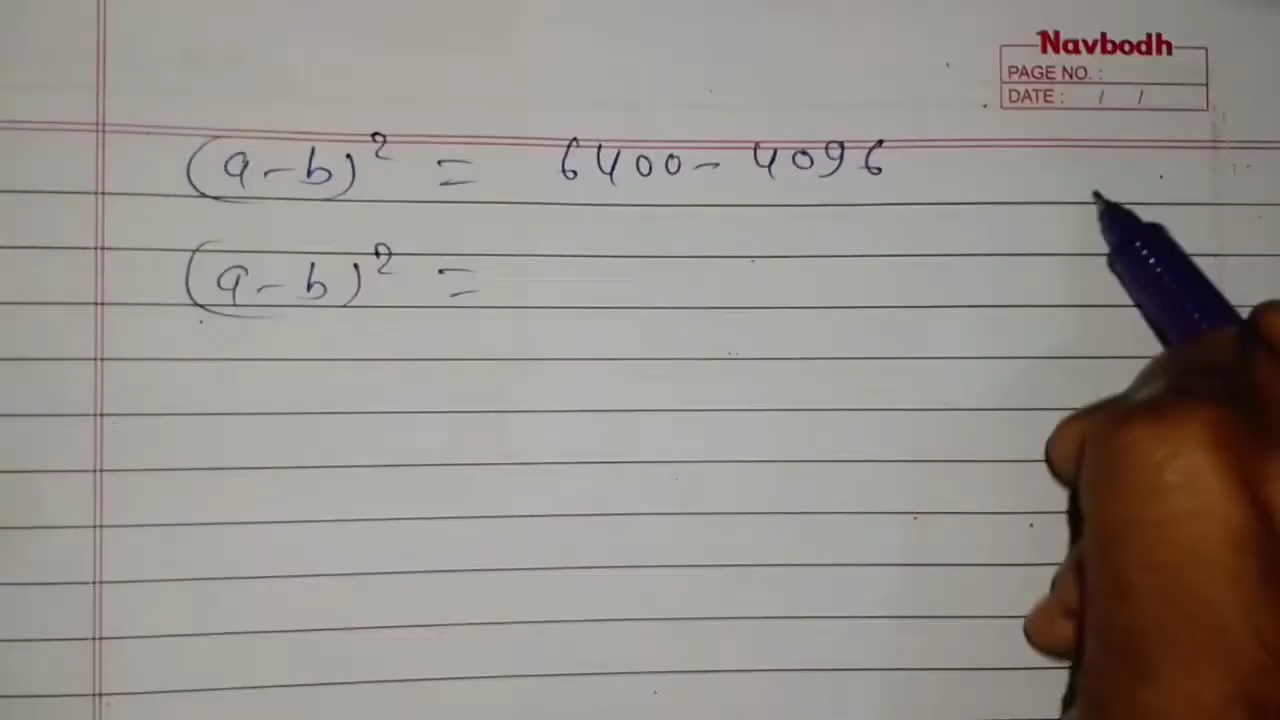 Navbodh
PAGE NO. :
DATE : / /
(a-b)² = 6400-4096
(a-b)² =